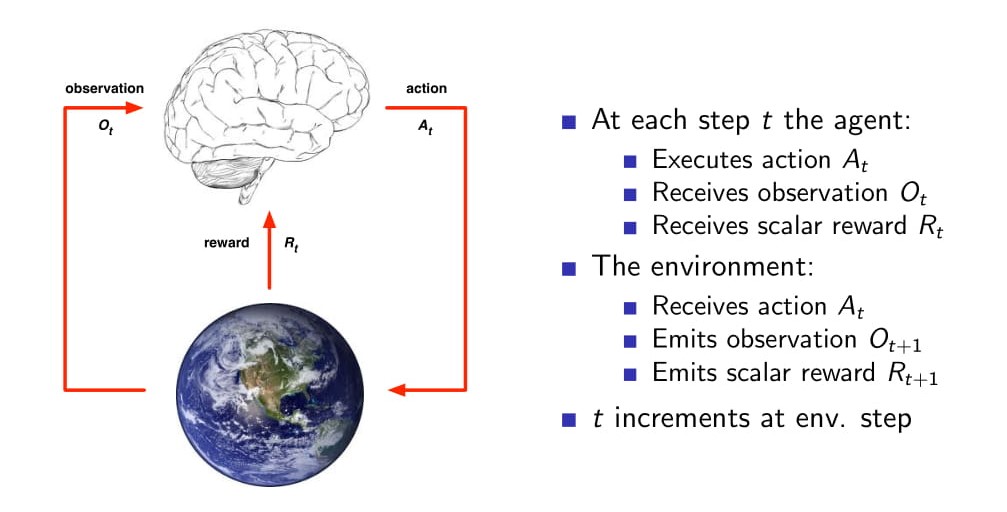 observation
O_t
action
A_t
reward
R_t
At each step t the agent:
Executes action A_t
Receives observation O_t
Receives scalar reward R_t
The environment:
Receives action A_t
Emits observation O_{t+1}
Emits scalar reward R_{t+1}
t increments at env. step